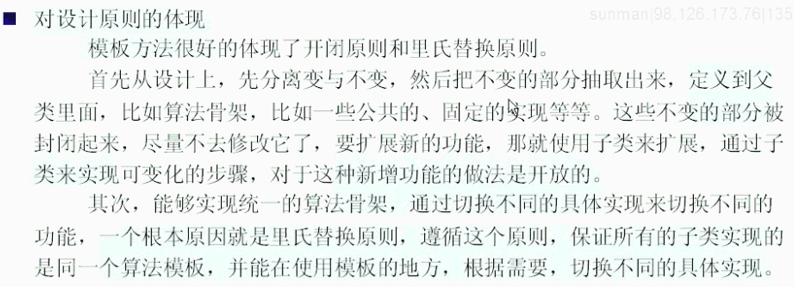 sunman|98.126.173.76|135
对设计原则的体现
模板方法很好的体现了开闭原则和里氏替换原则。
首先从设计上，先分离变与不变，然后把不变的部分抽取出来，定义到父
类里面，比如算法骨架，比如一些公共的、固定的实现等等。这些不变的部分被
封闭起来，尽量不去修改它了，要扩展新的功能，那就使用子类来扩展，通过子
类来实现可变化的步骤，对于这种新增功能的做法是开放的。
其次，能够实现统一的算法骨架，通过切换不同的具体实现来切换不同的
功能，一个根本原因就是里氏替换原则，遵循这个原则，保证所有的子类实现的
是同一个算法模板，并能在使用模板的地方，根据需要，切换不同的具体实现。